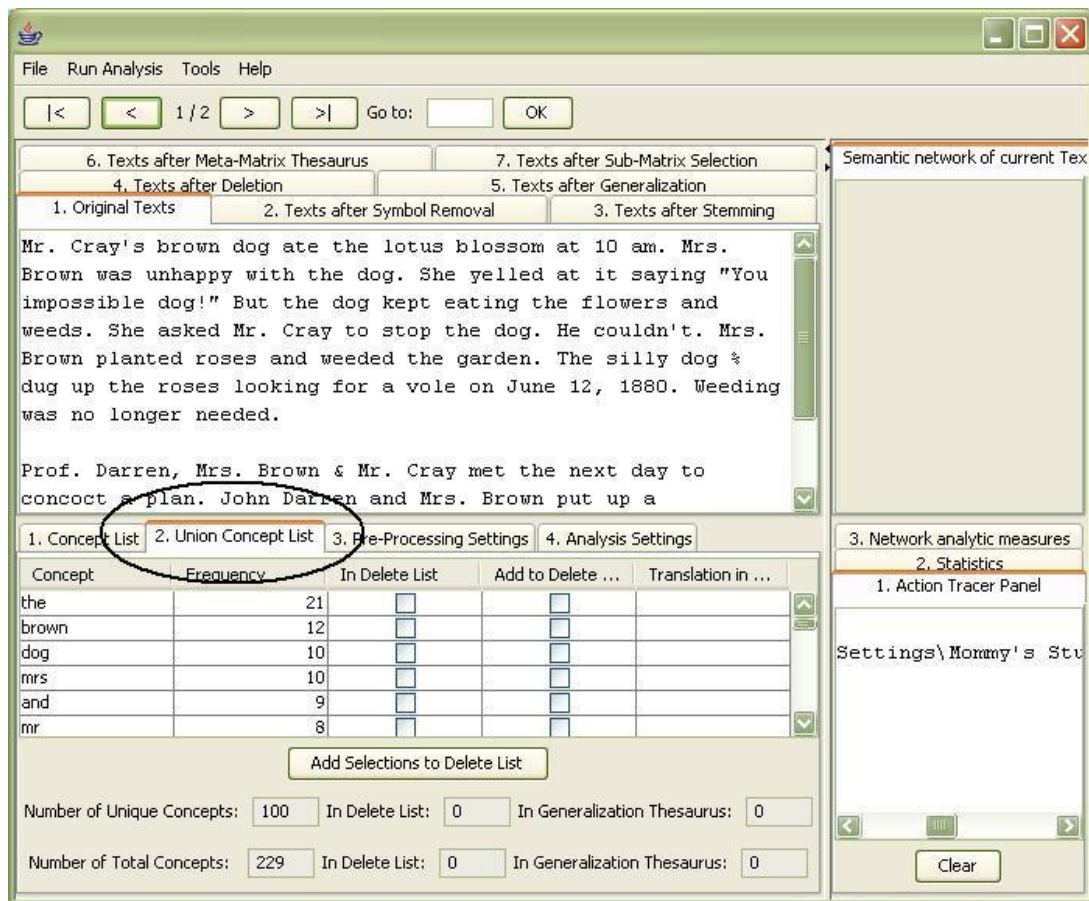 File Run Analysis Tools Help
|< < 1 / 2 > >| Go to: OK
6. Texts after Meta-Matrix Thesaurus 7. Texts after Sub-Matrix Selection
4. Texts after Deletion 5. Texts after Generalization
1. Original Texts 2. Texts after Symbol Removal 3. Texts after Stemming
Mr. Cray's brown dog ate the lotus blossom at 10 am. Mrs.
Brown was unhappy with the dog. She yelled at it saying "You
impossible dog!" But the dog kept eating the flowers and
weeds. She asked Mr. Cray to stop the dog. He couldn't. Mrs.
Brown planted roses and weeded the garden. The silly dog %
dug up the roses looking for a vole on June 12, 1880. Weeding
was no longer needed.
Prof. Darren, Mrs. Brown & Mr. Cray met the next day to
concoct a plan. John Darren and Mrs. Brown put up a
1. Concept List 2. Union Concept List 3. Pre-Processing Settings 4. Analysis Settings
Concept Frequency In Delete List Add to Delete ... Translation in ...
the 21
brown 12
dog 10
mrs 10
and 9
mr 8
Add Selections to Delete List
Number of Unique Concepts: 100 In Delete List: 0 In Generalization Thesaurus: 0
Number of Total Concepts: 229 In Delete List: 0 In Generalization Thesaurus: 0
Semantic network of current Tex
3. Network analytic measures
2. Statistics
1. Action Tracer Panel
Settings\Mommy's Stu
Clear